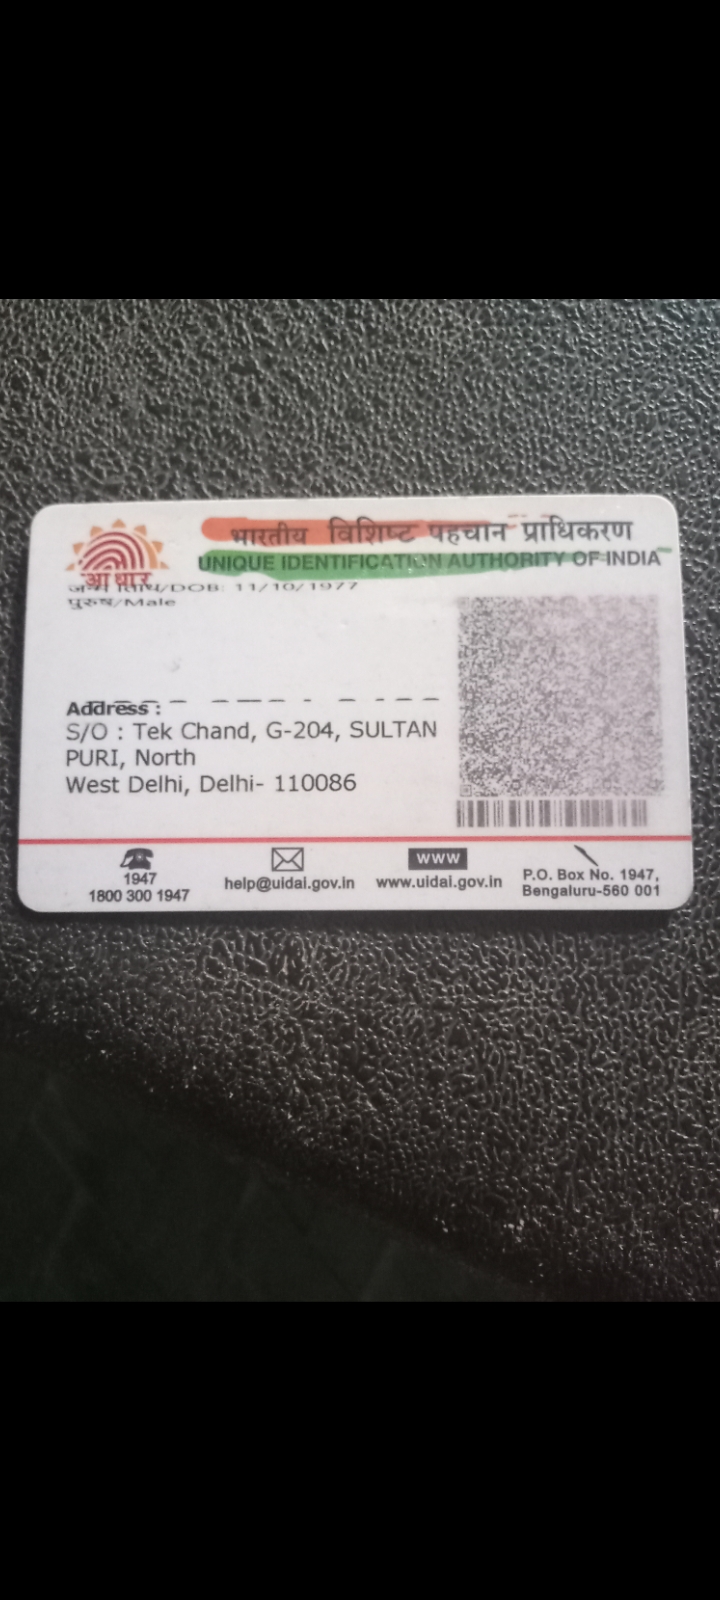 भारतीय विशिष्ट पहचान प्राधिकरण
UNIQUE IDENTIFICATION AUTHORITY OF INDIA
आधार
जन्म तिथि/DOB: 11/10/1977
पुरुष/Male
Address :
S/O : Tek Chand, G-204, SULTAN
PURI, North
West Delhi, Delhi- 110086
1947
1800 300 1947
help@uidai.gov.in
WWW
www.uidai.gov.in
P.O. Box No. 1947,
Bengaluru-560 001